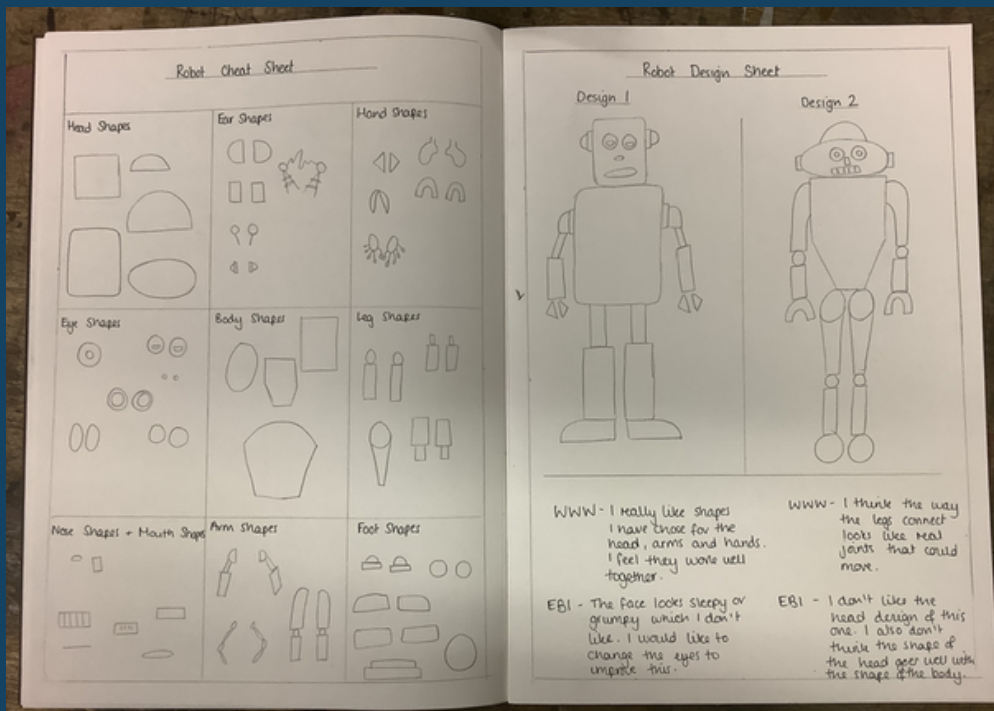 Robot Cheat Sheet
Head Shapes
Ear Shapes
Hand Shapes
Eye Shapes
Body Shapes
Leg Shapes
Nose Shapes + Mouth Shapes
Arm Shapes
Foot Shapes
Robot Design Sheet
Design 1
Design 2
WWW - I really like shapes
I have chose for the
head, arms and hands.
I feel they work well
together.
EBI - The face looks sleepy or
grumpy which I don't
like. I would like to
change the eyes to
improve this.
WWW - I think the way
the legs connect
looks like real
joints that could
move.
EBI - I don't like the
head design of this
one. I also don't
think the shape of
the head goes well with
the shape of the body.